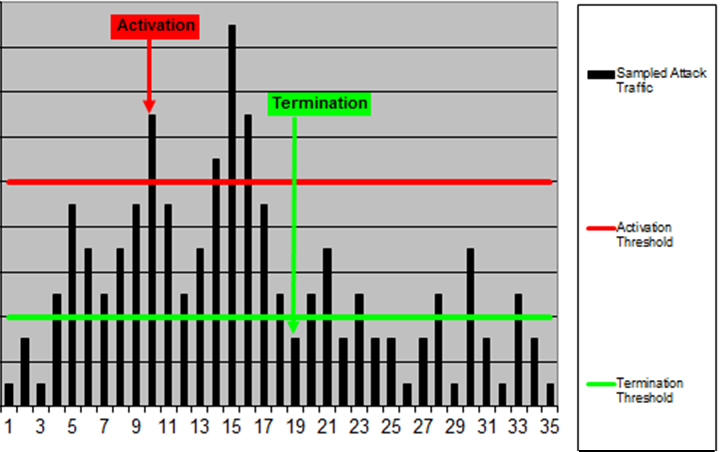 Activation
Termination
1 3 5 7 9 11 13 15 17 19 21 23 25 27 29 31 33 35
Sampled Attack
Traffic
Activation
Threshold
Termination
Threshold